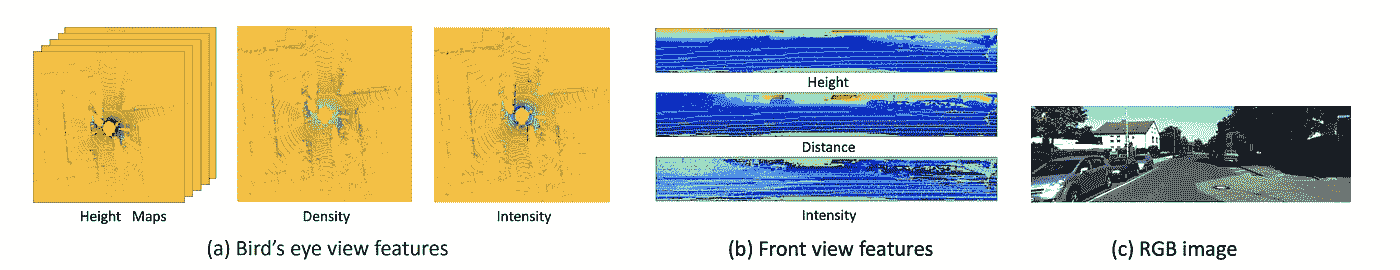 Height Maps
Density
Intensity
(a) Bird's eye view features
Height
Distance
Intensity
(b) Front view features
(c) RGB image